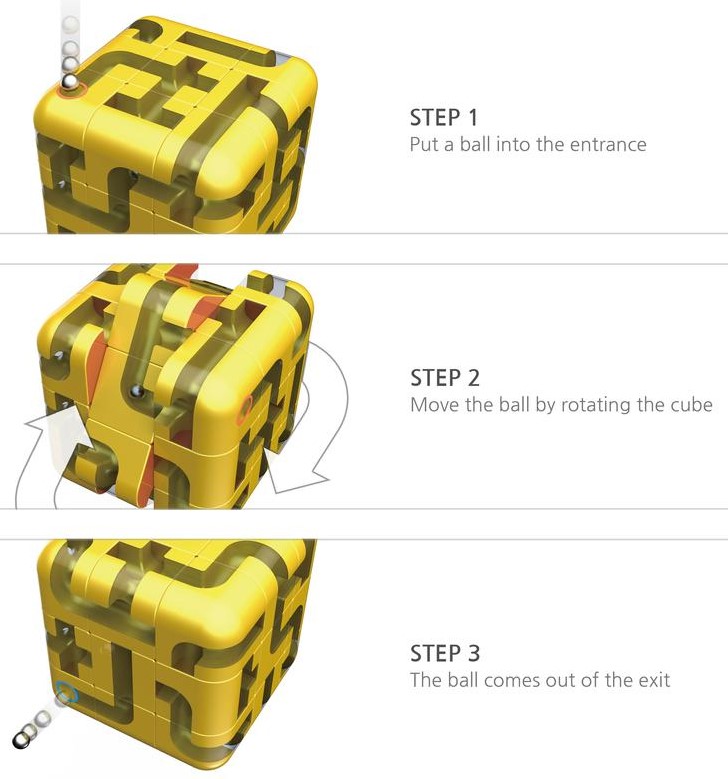 STEP 1
Put a ball into the entrance
STEP 2
Move the ball by rotating the cube
STEP 3
The ball comes out of the exit